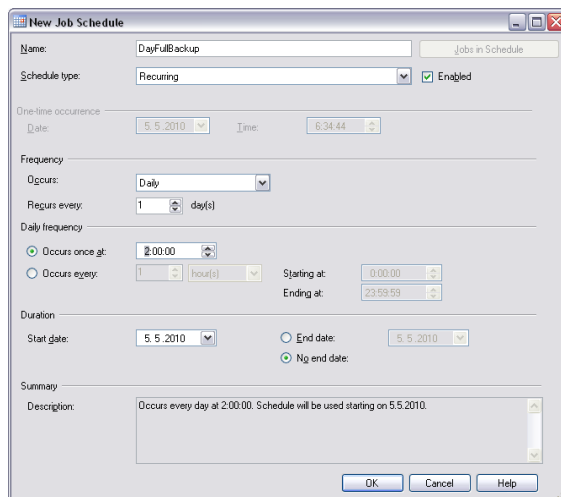 New Job Schedule
Name: DayFullBackup Jobs in Schedule
Schedule type: Recurring Enabled
One-time occurrence
Date: 5. 5.2010 Time: 6:34:44
Frequency
Occurs: Daily
Recurs every: 1 day(s)
Daily frequency
Occurs once at: 2:00:00
Occurs every: 1 hour(s) Starting at: 0:00:00
Ending at: 23:59:59
Duration
Start date: 5. 5.2010 End date: 5. 5.2010
No end date:
Summary
Description: Occurs every day at 2:00:00. Schedule will be used starting on 5.5.2010.
OK Cancel Help